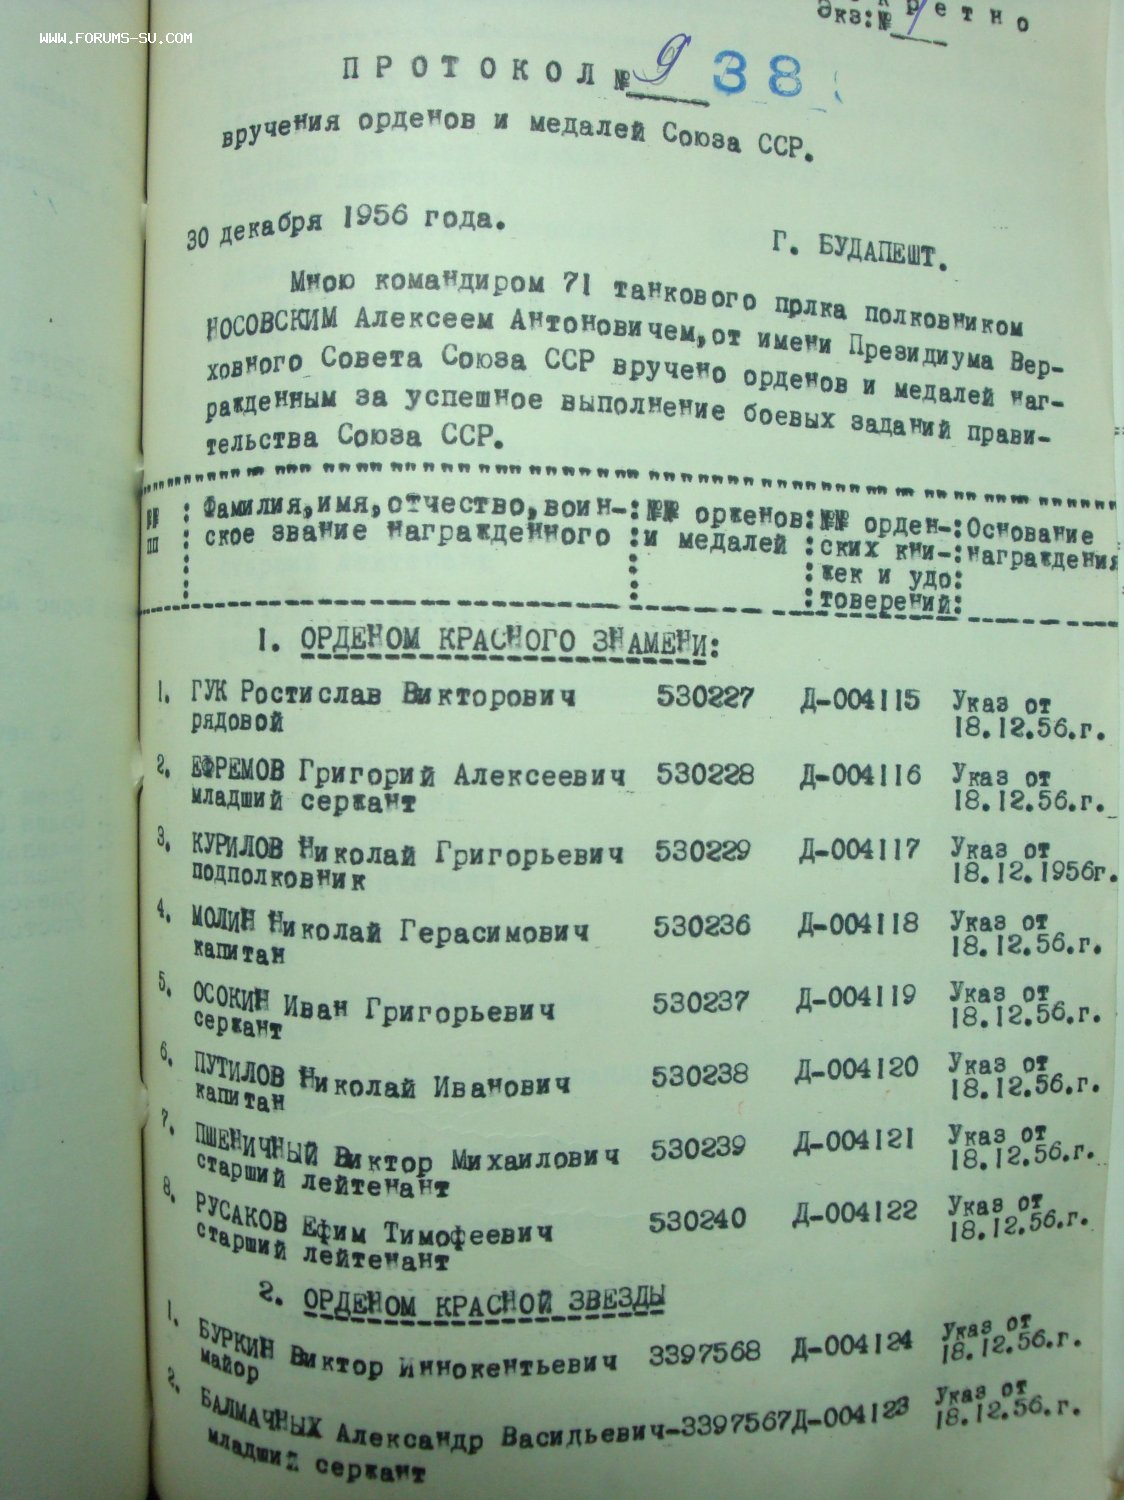 WWW.FORUMS-SU.COM
Экз:№ 1
ПРОТОКОЛ № 9 38
вручения орденов и медалей Союза ССР.
30 декабря 1956 года.
Г. БУДАПЕШТ.
Мною командиром 71 танкового прлка полковником
НОСОВСКИМ Алексеем Антоновичем, от имени Президиума Вер-
ховного Совета Союза ССР вручено орденов и медалей наг-
ражденным за успешное выполнение боевых заданий прави-
тельства Союза ССР.
№№ : Фамилия, имя, отчество, воин- : №№ орженов : №№ орден- : Основание
пп : ское звание награжденного : и медалей : ских кни- : награждения
: жек и удо :
: товерений :
1. ОРДЕНОМ КРАСНОГО ЗНАМЕНИ:
1. ГУК Ростислав Викторович 530227 Д-004115 Указ от
рядовой 18.12.56.г.
2. ЕФРЕМОВ Григорий Алексеевич 530228 Д-004116 Указ от
младший сержант 18.12.56.г.
3. КУРИЛОВ Николай Григорьевич 530229 Д-004117 Указ от
подполковник 18.12.1956г.
4. МОЛИН Николай Герасимович 530236 Д-004118 Указ от
капитан 18.12.56.г.
5. ОСОКИН Иван Григорьевич 530237 Д-004119 Указ от
сержант 18.12.56.г.
6. ПУТИЛОВ Николай Иванович 530238 Д-004120 Указ от
капитан 18.12.56.г.
7. ПШЕНИЧНЫЙ Виктор Михаилович 530239 Д-004121 Указ от
старший лейтенант 18.12.56.г.
8. РУСАКОВ Ефим Тимофеевич 530240 Д-004122 Указ от
старший лейтенант 18.12.56.г.
2. ОРДЕНОМ КРАСНОЙ ЗВЕЗДЫ
1. БУРКИН Виктор Иннокентьевич 3397568 Д-004124 Указ от
майор 18.12.56.г.
2. БАЛМАЧНЫХ Александр Васильевич-3397567 Д-004123 Указ от
младший сержант 18.12.56.г.